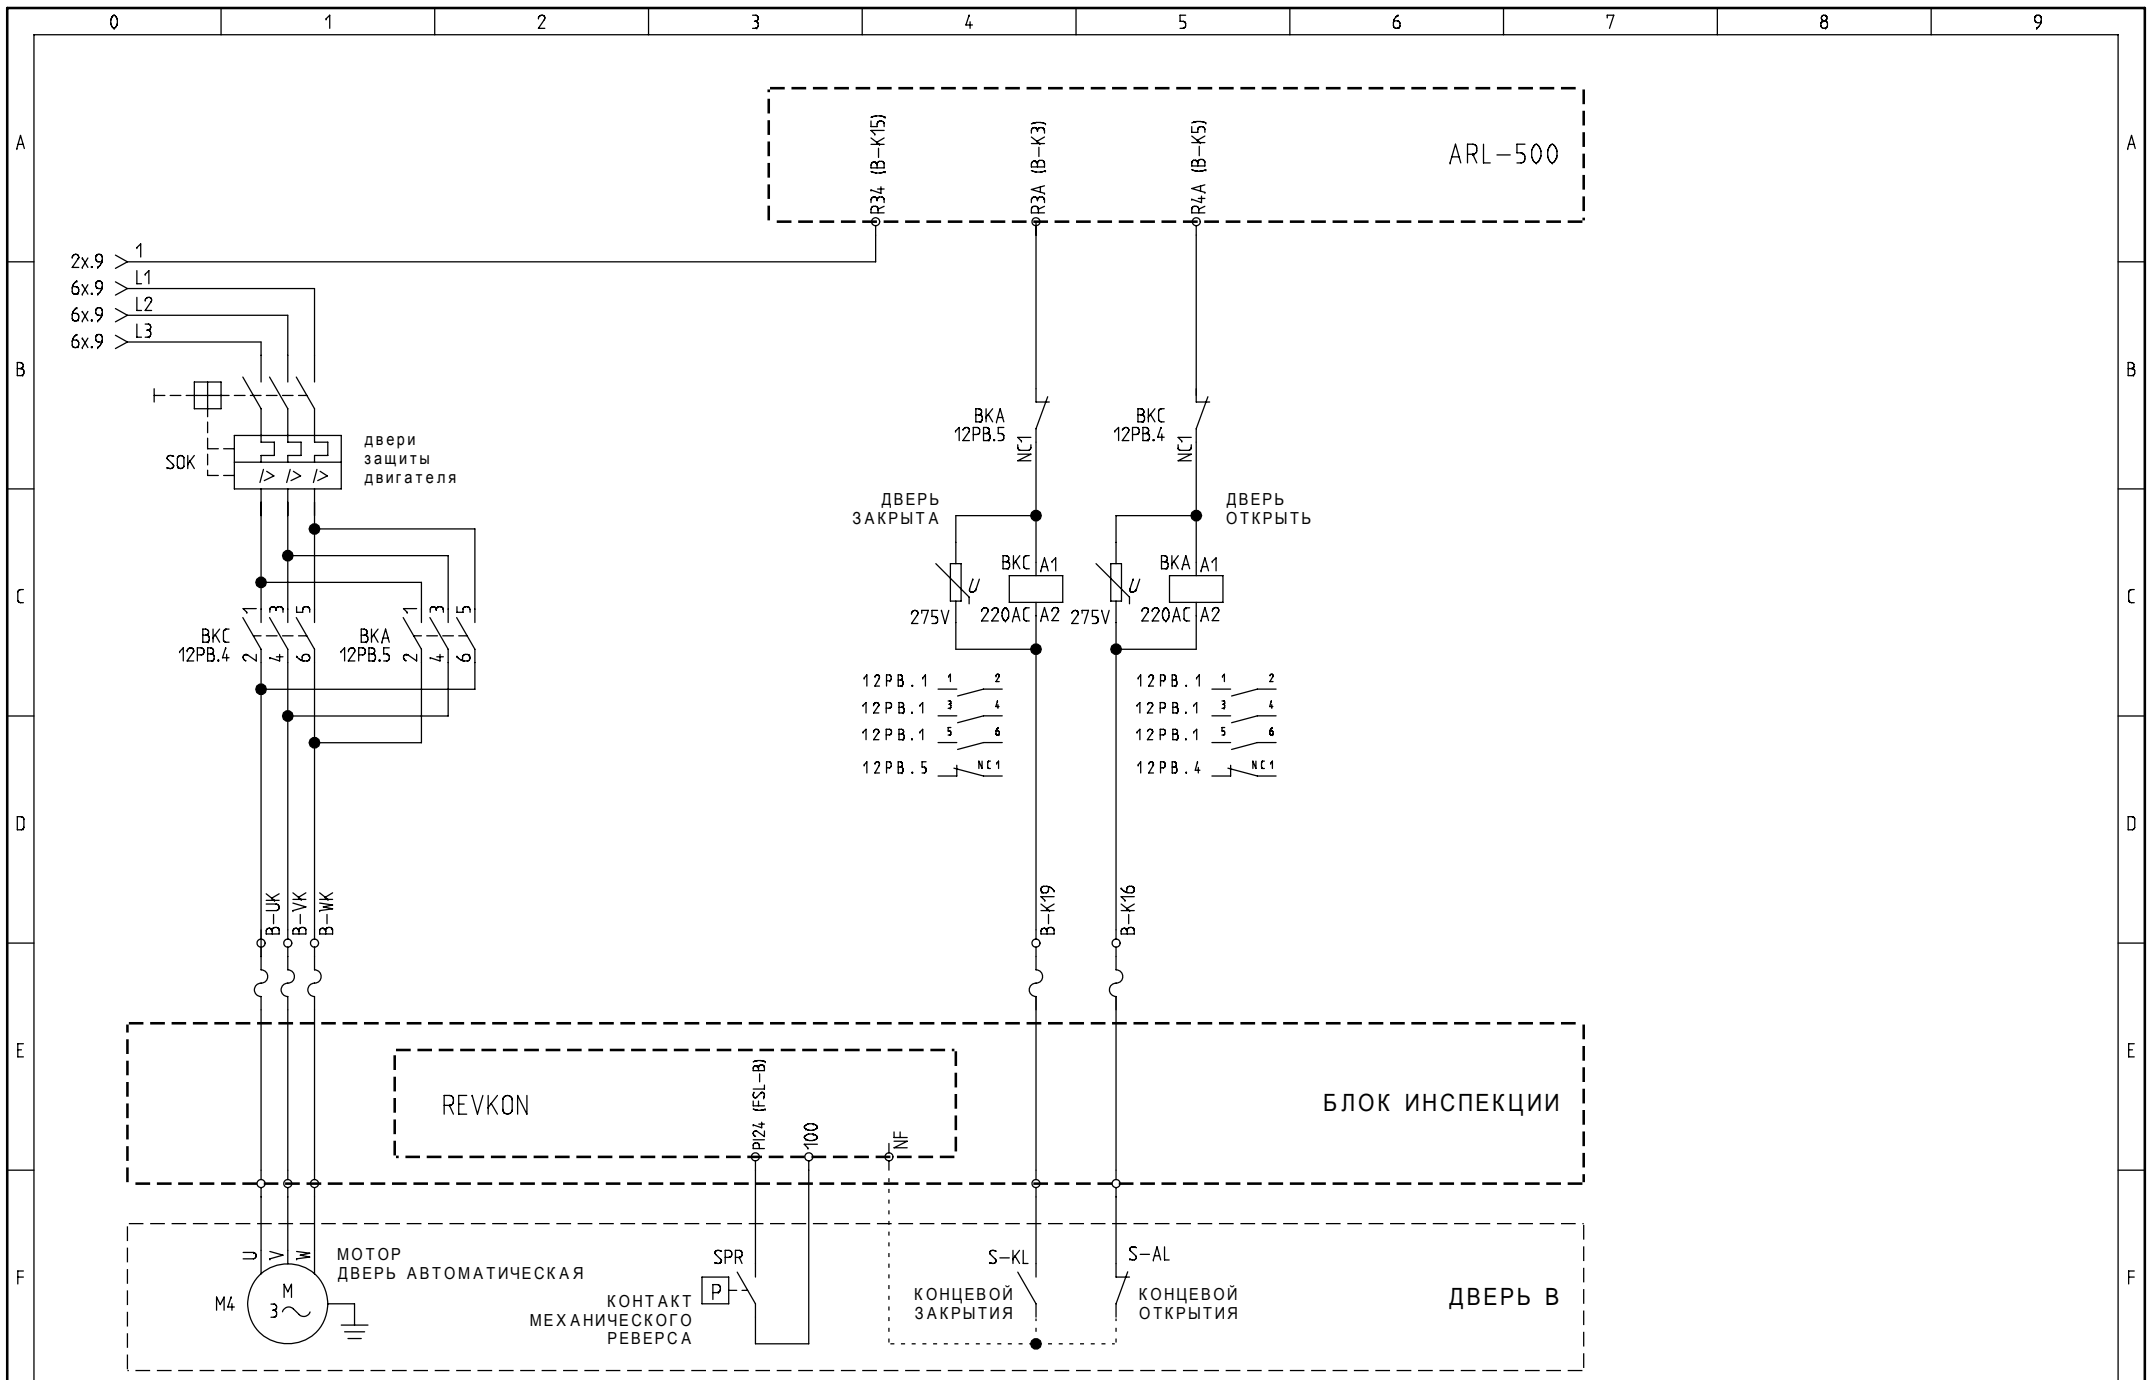 0 1 2 3 4 5 6 7 8 9
A
A
ARL-500
R34 (B-K15)
R3A (B-K3)
R4A (B-K5)
2x.9 1
6x.9 L1
6x.9 L2
6x.9 L3
B
B
BKA
12PB.5
NC1
BKC
12PB.4
NC1
SOK
двери
защиты
двигателя
I> I> I>
ДВЕРЬ
ЗАКРЫТА
ДВЕРЬ
ОТКРЫТЬ
C
C
BKC A1
U
275V
220AC A2
BKA A1
U
275V
220AC A2
1 3 5
BKC
12PB.4
2 4 6
1 3 5
BKA
12PB.5
2 4 6
12PB.1 1 2
12PB.1 3 4
12PB.1 5 6
12PB.5 NC1
12PB.1 1 2
12PB.1 3 4
12PB.1 5 6
12PB.4 NC1
D
D
B-UK
B-VK
B-WK
B-K19
B-K16
E
E
REVKON
PI24 (FSL-B)
100
NF
БЛОК ИНСПЕКЦИИ
F
F
U V W
МОТОР
ДВЕРЬ АВТОМАТИЧЕСКАЯ
M4
M
3
SPR
P
КОНТАКТ
МЕХАНИЧЕСКОГО
РЕВЕРСА
S-KL
КОНЦЕВОЙ
ЗАКРЫТИЯ
S-AL
КОНЦЕВОЙ
ОТКРЫТИЯ
ДВЕРЬ В